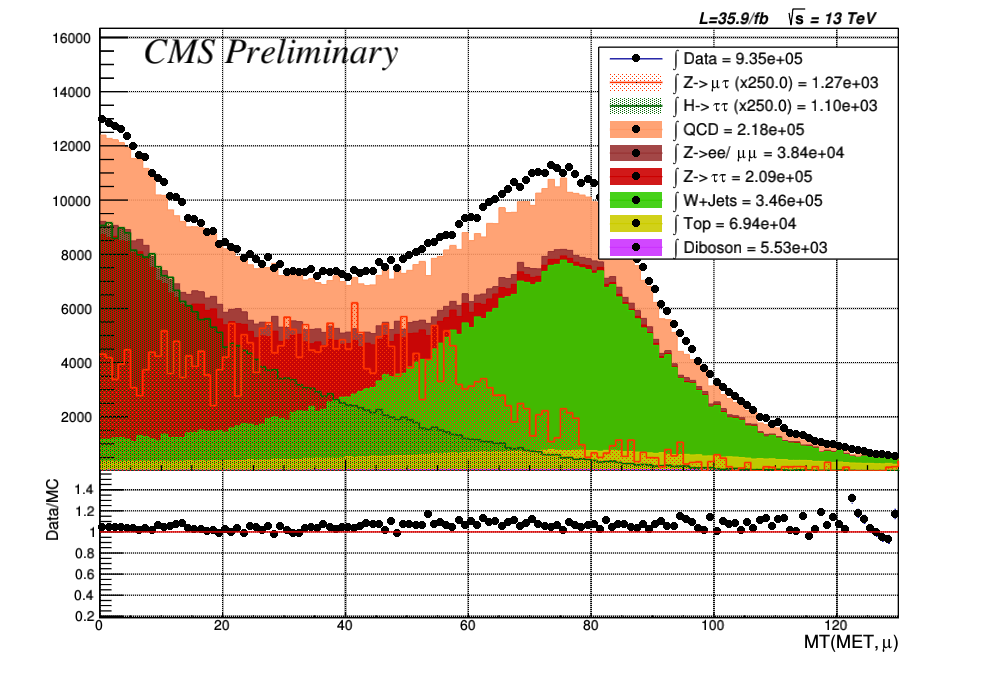 L=35.9/fb √s = 13 TeV
CMS Preliminary
∫ Data = 9.35e+05
∫ Z->μτ (x250.0) = 1.27e+03
∫ H->ττ (x250.0) = 1.10e+03
∫ QCD = 2.18e+05
∫ Z->ee/ μμ = 3.84e+04
∫ Z->ττ = 2.09e+05
∫ W+Jets = 3.46e+05
∫ Top = 6.94e+04
∫ Diboson = 5.53e+03
16000
14000
12000
10000
8000
6000
4000
2000
Data/MC
1.4
1.2
1
0.8
0.6
0.4
0.2
0 20 40 60 80 100 120
MT(MET, μ)